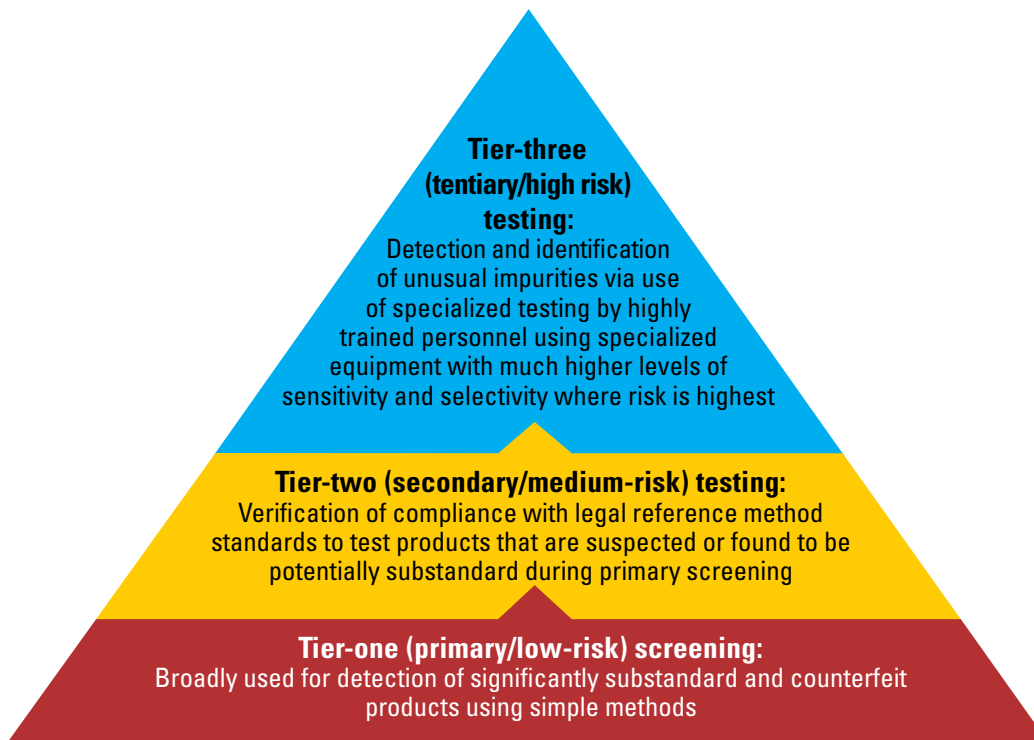 Tier-three
(tentiary/high risk)
testing:
Detection and identification
of unusual impurities via use
of specialized testing by highly
trained personnel using specialized
equipment with much higher levels of
sensitivity and selectivity where risk is highest
Tier-two (secondary/medium-risk) testing:
Verification of compliance with legal reference method
standards to test products that are suspected or found to be
potentially substandard during primary screening
Tier-one (primary/low-risk) screening:
Broadly used for detection of significantly substandard and counterfeit
products using simple methods